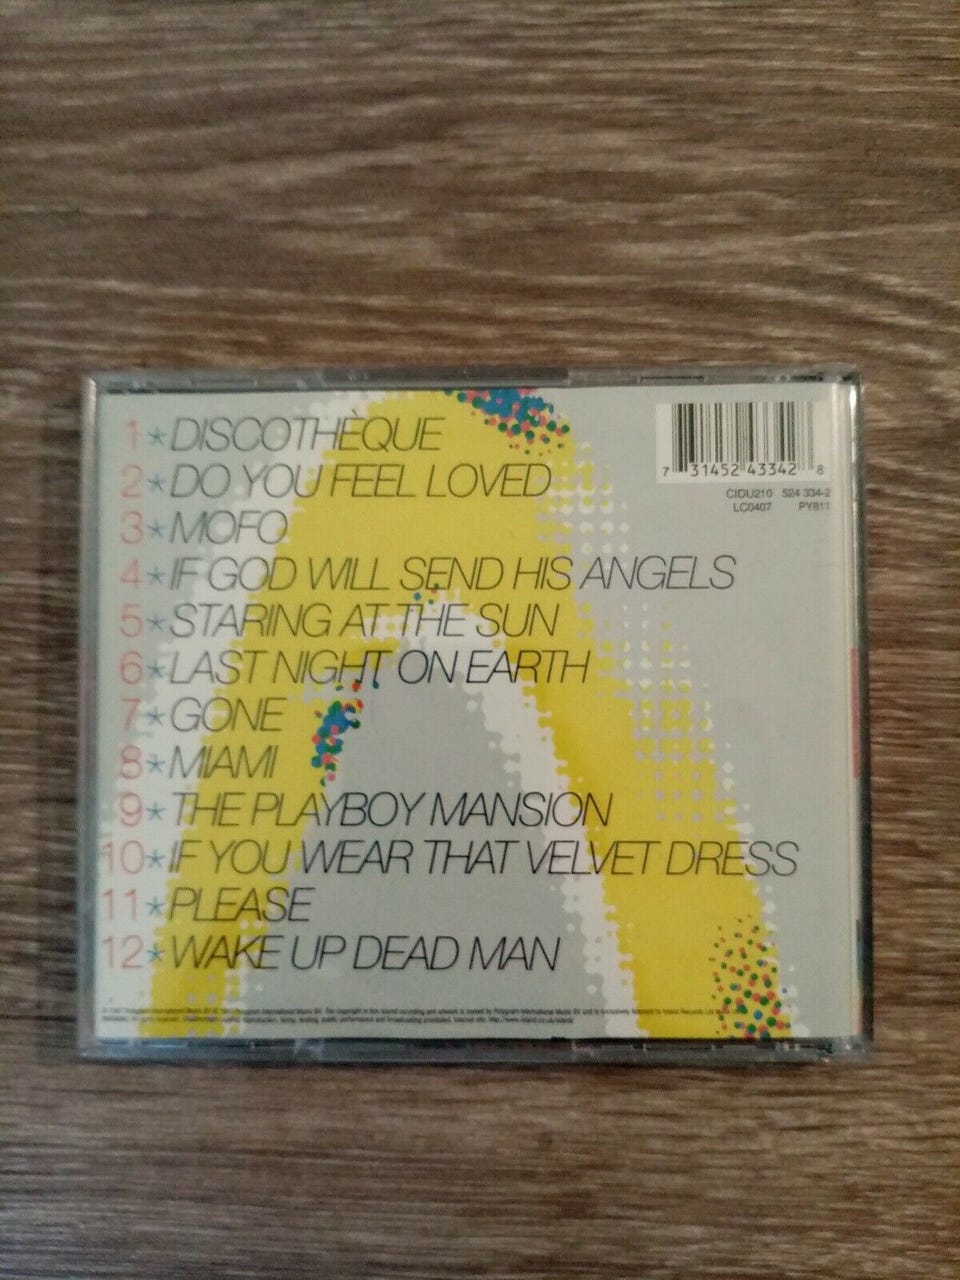 1*DISCOTHÈQUE
2*DO YOU FEEL LOVED
3*MOFO
4*IF GOD WILL SEND HIS ANGELS
5*STARING AT THE SUN
6*LAST NIGHT ON EARTH
7*GONE
8*MIAMI
9*THE PLAYBOY MANSION
10*IF YOU WEAR THAT VELVET DRESS
11*PLEASE
12*WAKE UP DEAD MAN
7 31452 43342 8
CIDU210 524 334-2
LC0407 PY811